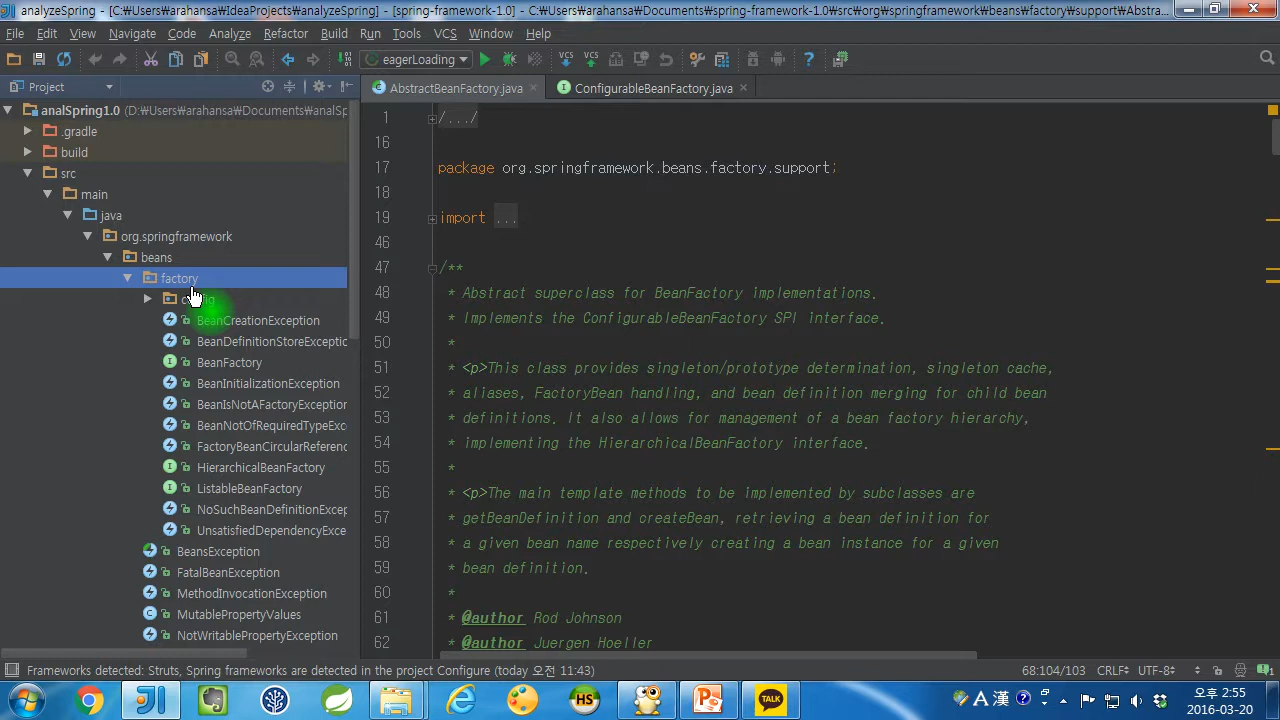 analyzeSpring - [C:₩Users₩arahansa₩IdeaProjects₩analyzeSpring] - [spring-framework-1.0] - C:₩Users₩arahansa₩Documents₩spring-framework-1.0₩src₩org₩springframework₩beans₩factory₩support₩Abstra...
File Edit View Navigate Code Analyze Refactor Build Run Tools VCS Window Help
eagerLoading
VCS VCS
Project
AbstractBeanFactory.java
ConfigurableBeanFactory.java
analSpring1.0 (D:₩Users₩arahansa₩Documents₩analSp
.gradle
build
src
main
java
org.springframework
beans
factory
BeanCreationException
BeanDefinitionStoreExceptic
BeanFactory
BeanInitializationException
BeanIsNotAFactoryException
BeanNotOfRequiredTypeExc
FactoryBeanCircularReferenc
HierarchicalBeanFactory
ListableBeanFactory
NoSuchBeanDefinitionExcep
UnsatisfiedDependencyExce
BeansException
FatalBeanException
MethodInvocationException
MutablePropertyValues
NotWritablePropertyException
1 /.../
16
17 package org.springframework.beans.factory.support;
18
19 import ...
46
47 /**
48 * Abstract superclass for BeanFactory implementations.
49 * Implements the ConfigurableBeanFactory SPI interface.
50 *
51 * <p>This class provides singleton/prototype determination, singleton cache,
52 * aliases, FactoryBean handling, and bean definition merging for child bean
53 * definitions. It also allows for management of a bean factory hierarchy,
54 * implementing the HierarchicalBeanFactory interface.
55 *
56 * <p>The main template methods to be implemented by subclasses are
57 * getBeanDefinition and createBean, retrieving a bean definition for
58 * a given bean name respectively creating a bean instance for a given
59 * bean definition.
60 *
61 * @author Rod Johnson
62 * @author Juergen Hoeller
Frameworks detected: Struts, Spring frameworks are detected in the project Configure (today 오전 11:43)
68:104/103 CRLF÷ UTF-8÷
HS
TALK
A 漢
오후 2:55
2016-03-20